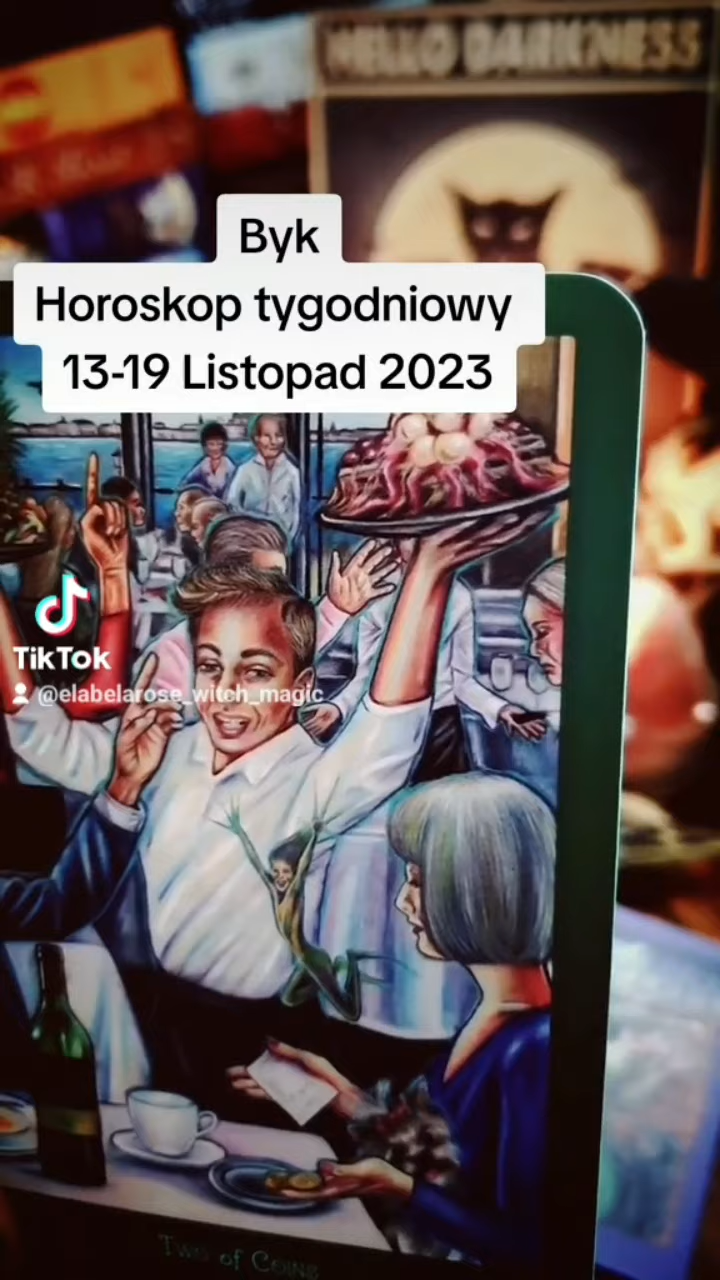 HELLO DARKNESS
Byk
Horoskop tygodniowy
13-19 Listopad 2023
TikTok
@elabelarose_witch_magic
Two of Coins